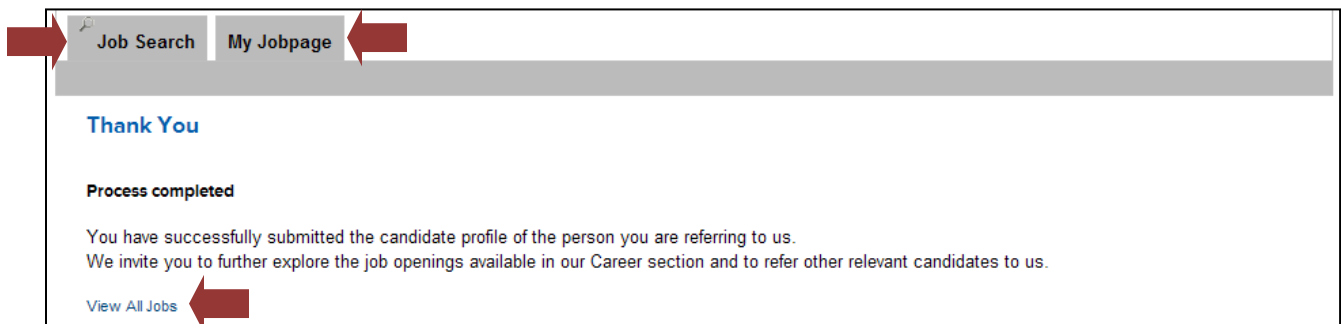 Job Search My Jobpage
Thank You
Process completed
You have successfully submitted the candidate profile of the person you are referring to us.
We invite you to further explore the job openings available in our Career section and to refer other relevant candidates to us.
View All Jobs